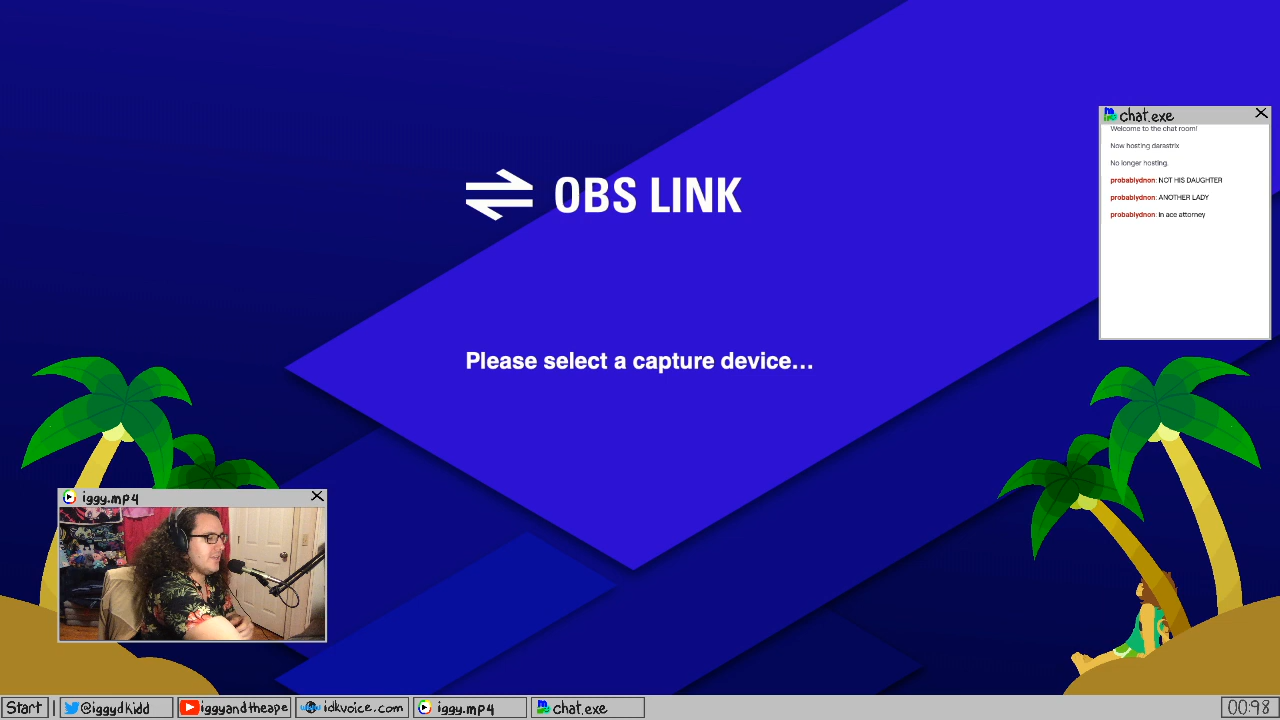 OBS LINK
Please select a capture device...
chat.exe
Welcome to the chat room!
Now hosting darastrix
No longer hosting.
probablydnon: NOT HIS DAUGHTER
probablydnon: ANOTHER LADY
probablydnon: In ace attorney
iggy.mp4
Start | @iggydkidd iggyandtheape idkvoice.com iggy.mp4 chat.exe 00:98